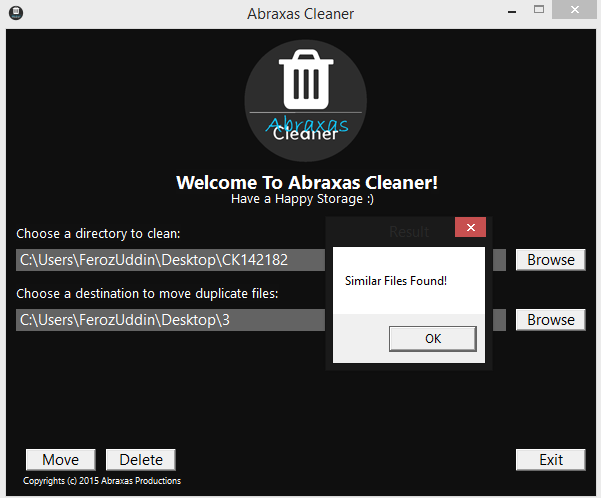 Abraxas Cleaner
Abraxas
Cleaner
Welcome To Abraxas Cleaner!
Have a Happy Storage :)
Choose a directory to clean:
C:\Users\FerozUddin\Desktop\CK142182
Browse
Choose a destination to move duplicate files:
C:\Users\FerozUddin\Desktop\3
Browse
Result
Similar Files Found!
OK
Move
Delete
Exit
Copyrights (c) 2015 Abraxas Productions